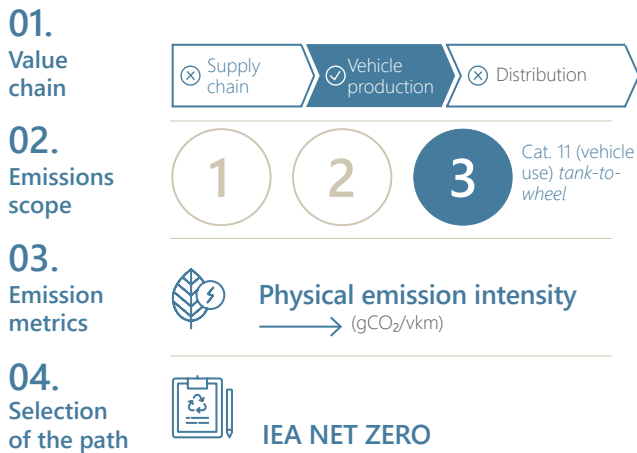 01.
Value
chain
Supply
chain
Vehicle
production
Distribution
02.
Emissions
scope
1
2
3
Cat. 11 (vehicle
use) tank-to-
wheel
03.
Emission
metrics
Physical emission intensity
(gCO₂/vkm)
04.
Selection
of the path
IEA NET ZERO